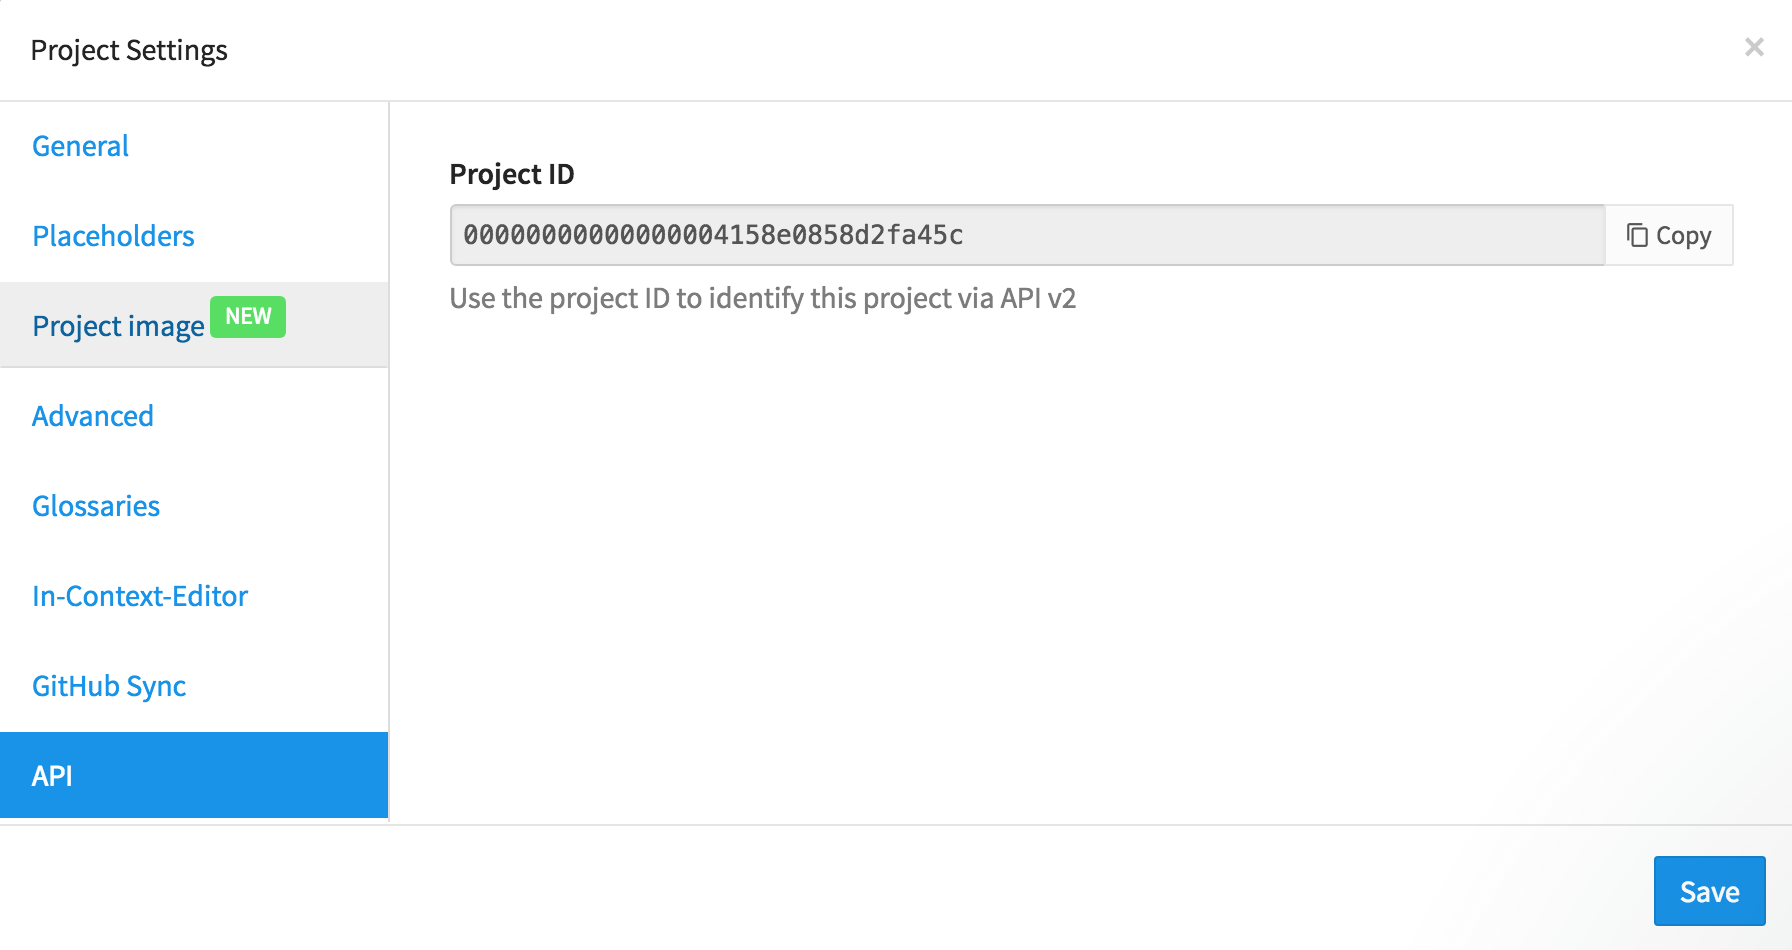 Project Settings
General
Placeholders
Project image NEW
Advanced
Glossaries
In-Context-Editor
GitHub Sync
API
Project ID
00000000000000004158e0858d2fa45c
Copy
Use the project ID to identify this project via API v2
Save